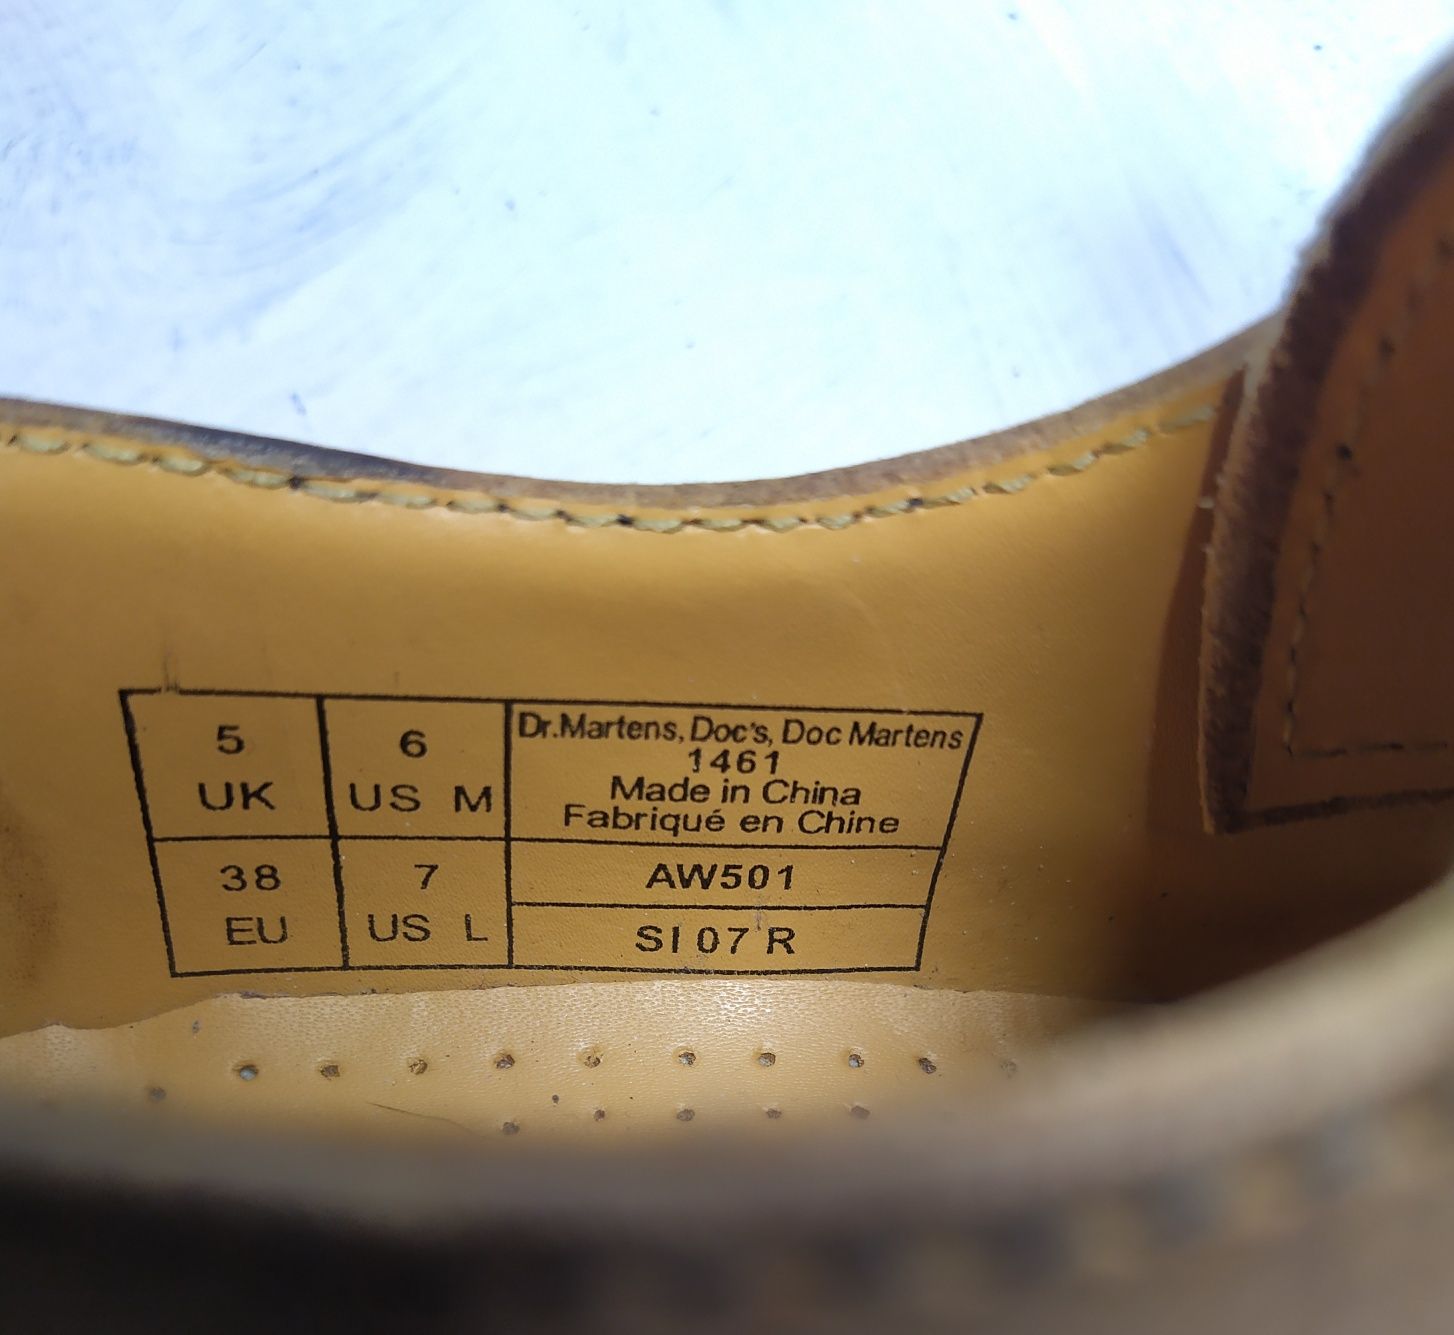 5
UK
6
US M
38
EU
7
US L
Dr.Martens, Doc's, Doc Martens
1461
Made in China
Fabriqué en Chine
AW501
SI 07 R